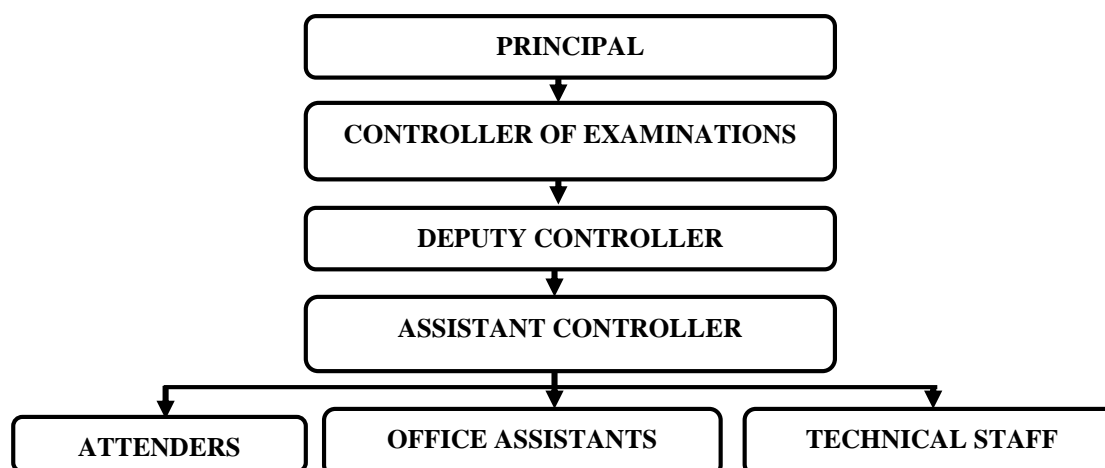 PRINCIPAL
CONTROLLER OF EXAMINATIONS
DEPUTY CONTROLLER
ASSISTANT CONTROLLER
ATTENDERS
OFFICE ASSISTANTS
TECHNICAL STAFF